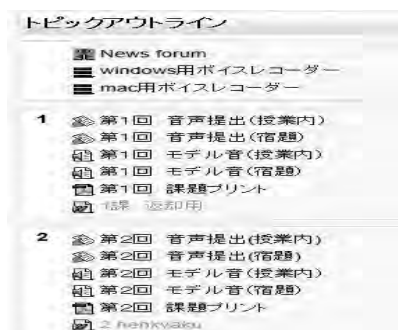 トピックアウトライン
News forum
windows用ボイスレコーダー
mac用ボイスレコーダー
1 第1回 音声提出(授業内)
第1回 音声提出(宿題)
第1回 モデル音(授業内)
第1回 モデル音(宿題)
第1回 課題プリント
1課 返却用
2 第2回 音声提出(授業内)
第2回 音声提出(宿題)
第2回 モデル音(授業内)
第2回 モデル音(宿題)
第2回 課題プリント
2 henkyaku